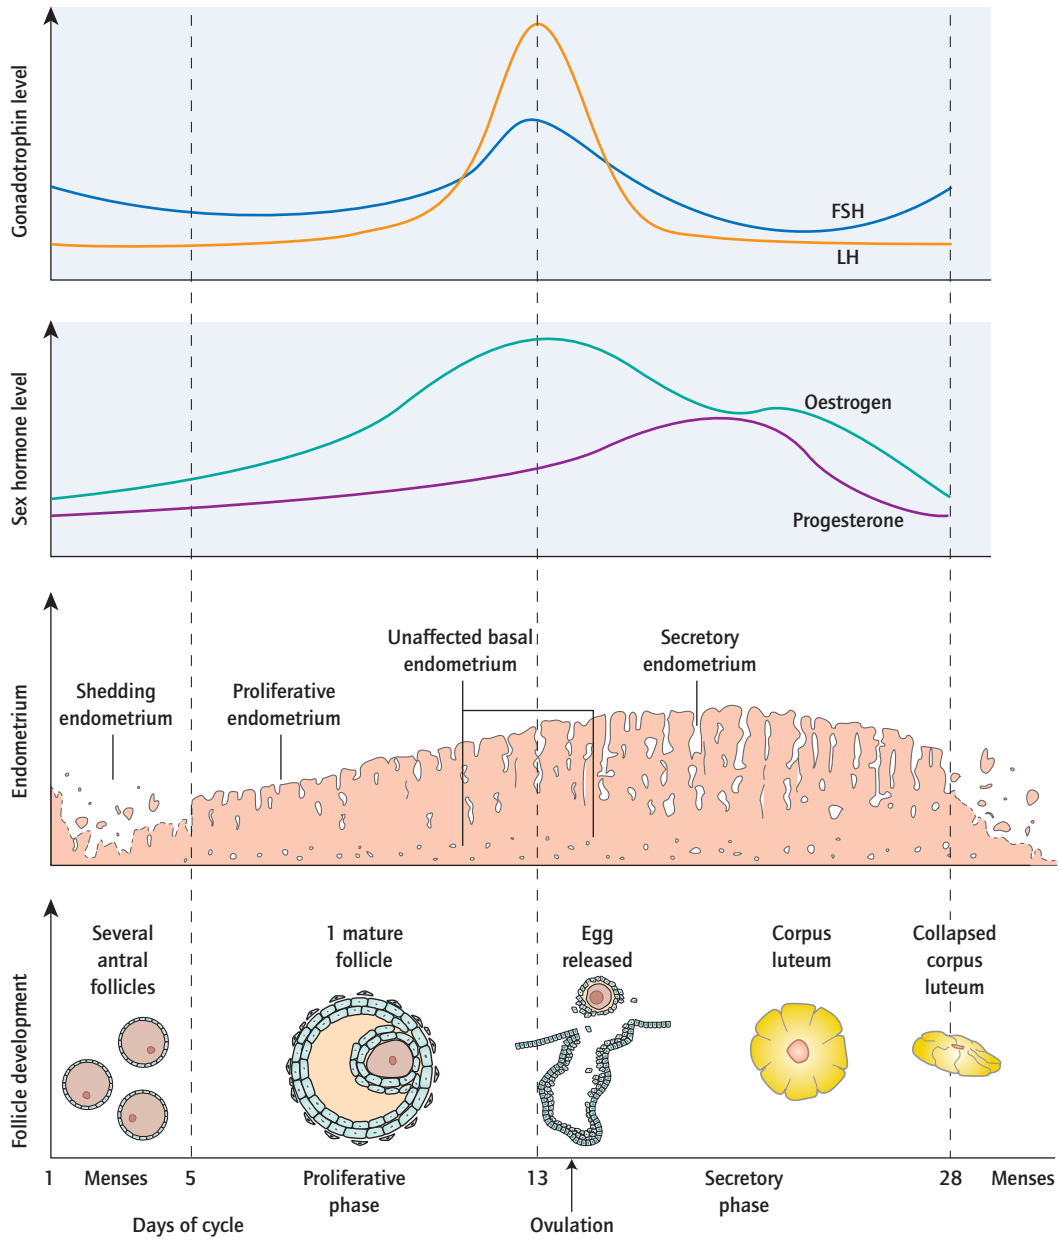 Gonadotrophin level
FSH
LH
Sex hormone level
Oestrogen
Progesterone
Endometrium
Shedding
endometrium
Proliferative
endometrium
Unaffected basal
endometrium
Secretory
endometrium
Follicle development
Several
antral
follicles
1 mature
follicle
Egg
released
Corpus
luteum
Collapsed
corpus
luteum
1 Menses 5 Proliferative 13 Secretory 28 Menses
phase phase
Days of cycle Ovulation